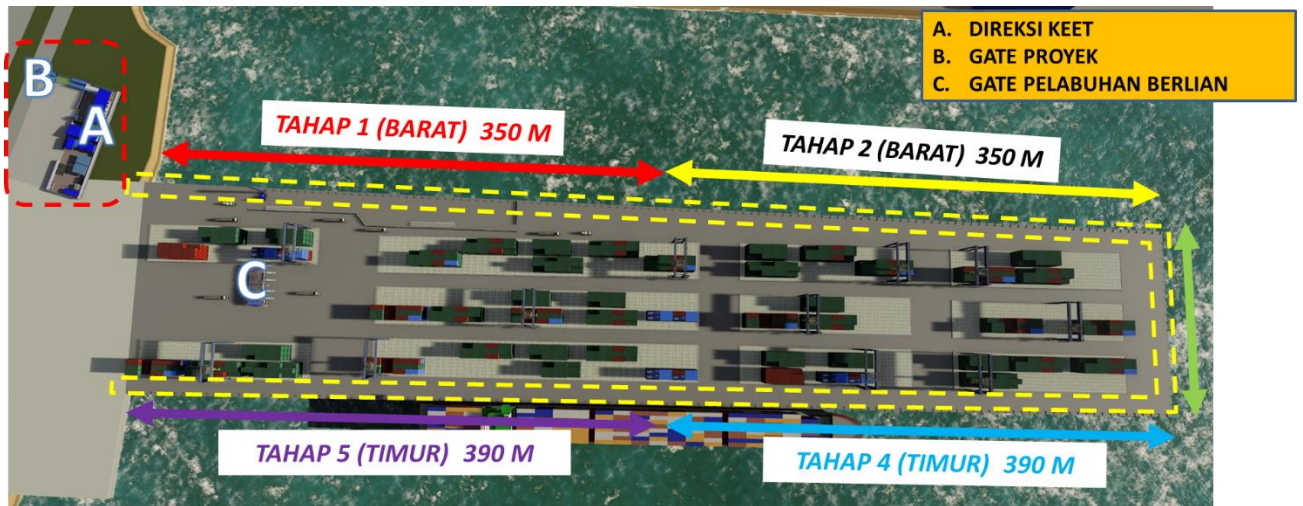 A. DIREKSI KEET
B. GATE PROYEK
C. GATE PELABUHAN BERLIAN
B
A
TAHAP 1 (BARAT) 350 M
TAHAP 2 (BARAT) 350 M
C
TAHAP 5 (TIMUR) 390 M
TAHAP 4 (TIMUR) 390 M